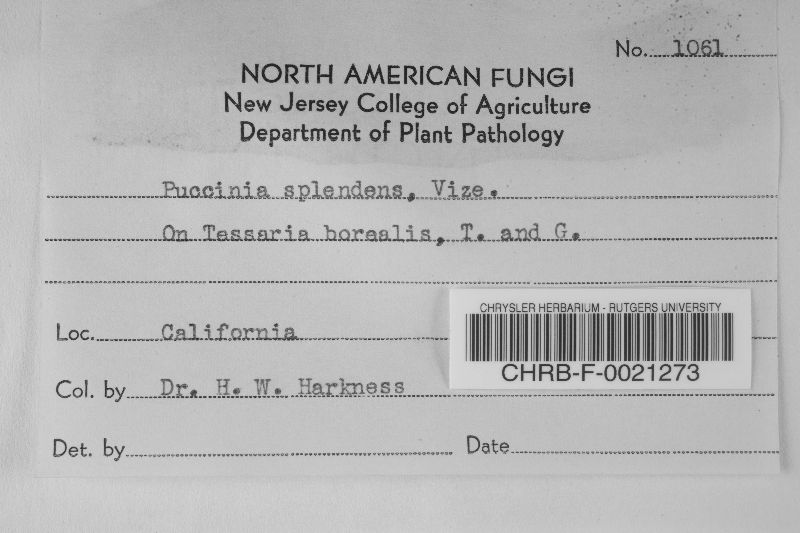 No. 1061
NORTH AMERICAN FUNGI
New Jersey College of Agriculture
Department of Plant Pathology
Puccinia splendens, Vize.
On Tessaria borealis, T. and G.
Loc. California
CHRYSLER HERBARIUM - RUTGERS UNIVERSITY
CHRB-F-0021273
Col. by Dr. H. W. Harkness
Det. by
Date